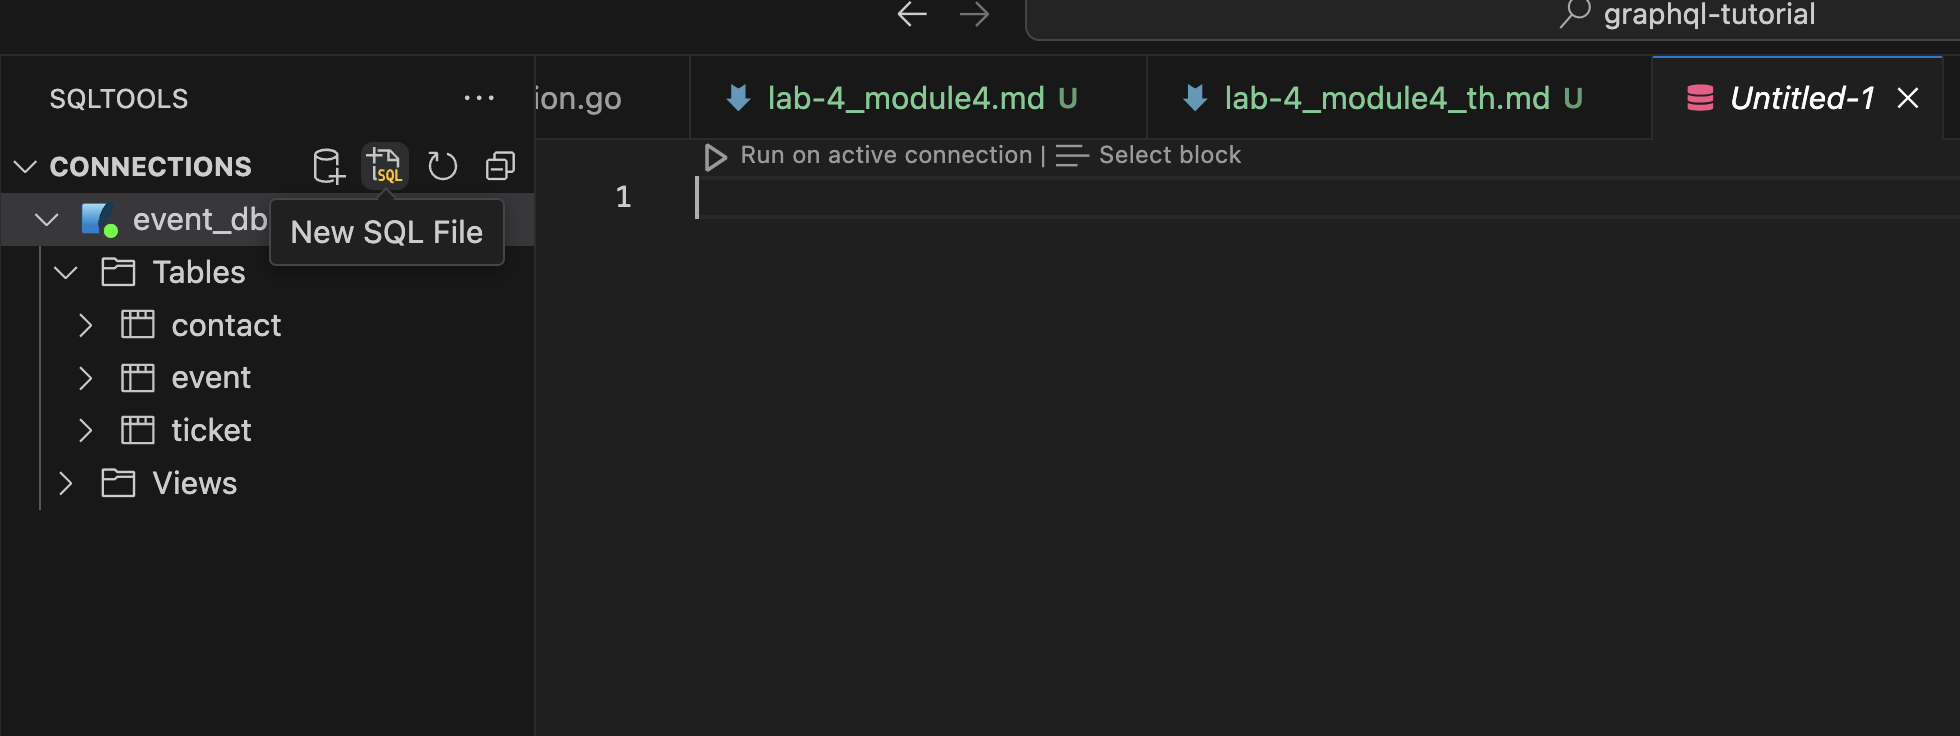 graphql-tutorial
SQLTOOLS
ion.go
lab-4_module4.md U
lab-4_module4_th.md U
Untitled-1
CONNECTIONS
SQL
Run on active connection | Select block
event_db
New SQL File
1
Tables
contact
event
ticket
Views